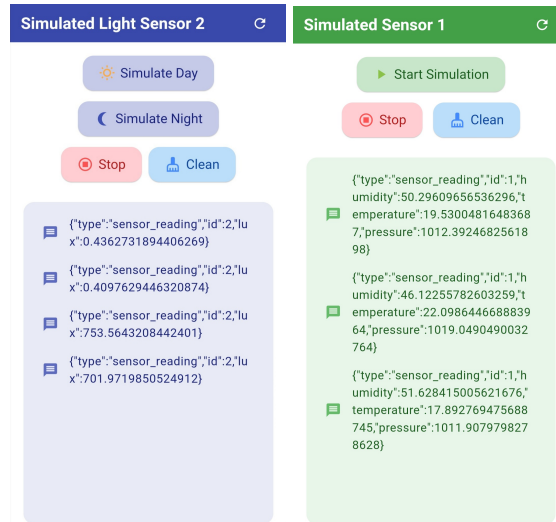 Simulated Light Sensor 2
Simulate Day
Simulate Night
Stop
Clean
{"type":"sensor_reading","id":2,"lu
x":0.4362731894406269}
{"type":"sensor_reading","id":2,"lu
x":0.4097629446320874}
{"type":"sensor_reading","id":2,"lu
x":753.5643208442401}
{"type":"sensor_reading","id":2,"lu
x":701.9719850524912}
Simulated Sensor 1
Start Simulation
Stop
Clean
{"type":"sensor_reading","id":1,"h
umidity":50.29609656536296,"t
emperature":19.5300481648368
7,"pressure":1012.39246825618
98}
{"type":"sensor_reading","id":1,"h
umidity":46.12255782603259,"t
emperature":22.0986446688839
64,"pressure":1019.0490490032
764}
{"type":"sensor_reading","id":1,"h
umidity":51.628415005621676,"
temperature":17.892769475688
745,"pressure":1011.907979827
8628}